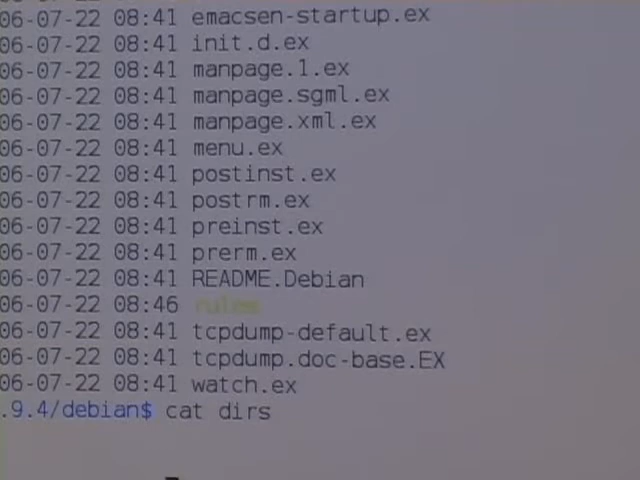 06-07-22 08:41 emacsen-startup.ex
06-07-22 08:41 init.d.ex
06-07-22 08:41 manpage.1.ex
06-07-22 08:41 manpage.sgml.ex
06-07-22 08:41 manpage.xml.ex
06-07-22 08:41 menu.ex
06-07-22 08:41 postinst.ex
06-07-22 08:41 postrm.ex
06-07-22 08:41 preinst.ex
06-07-22 08:41 prerm.ex
06-07-22 08:41 README.Debian
06-07-22 08:46 rules
06-07-22 08:41 tcpdump-default.ex
06-07-22 08:41 tcpdump.doc-base.EX
06-07-22 08:41 watch.ex
.9.4/debian$ cat dirs